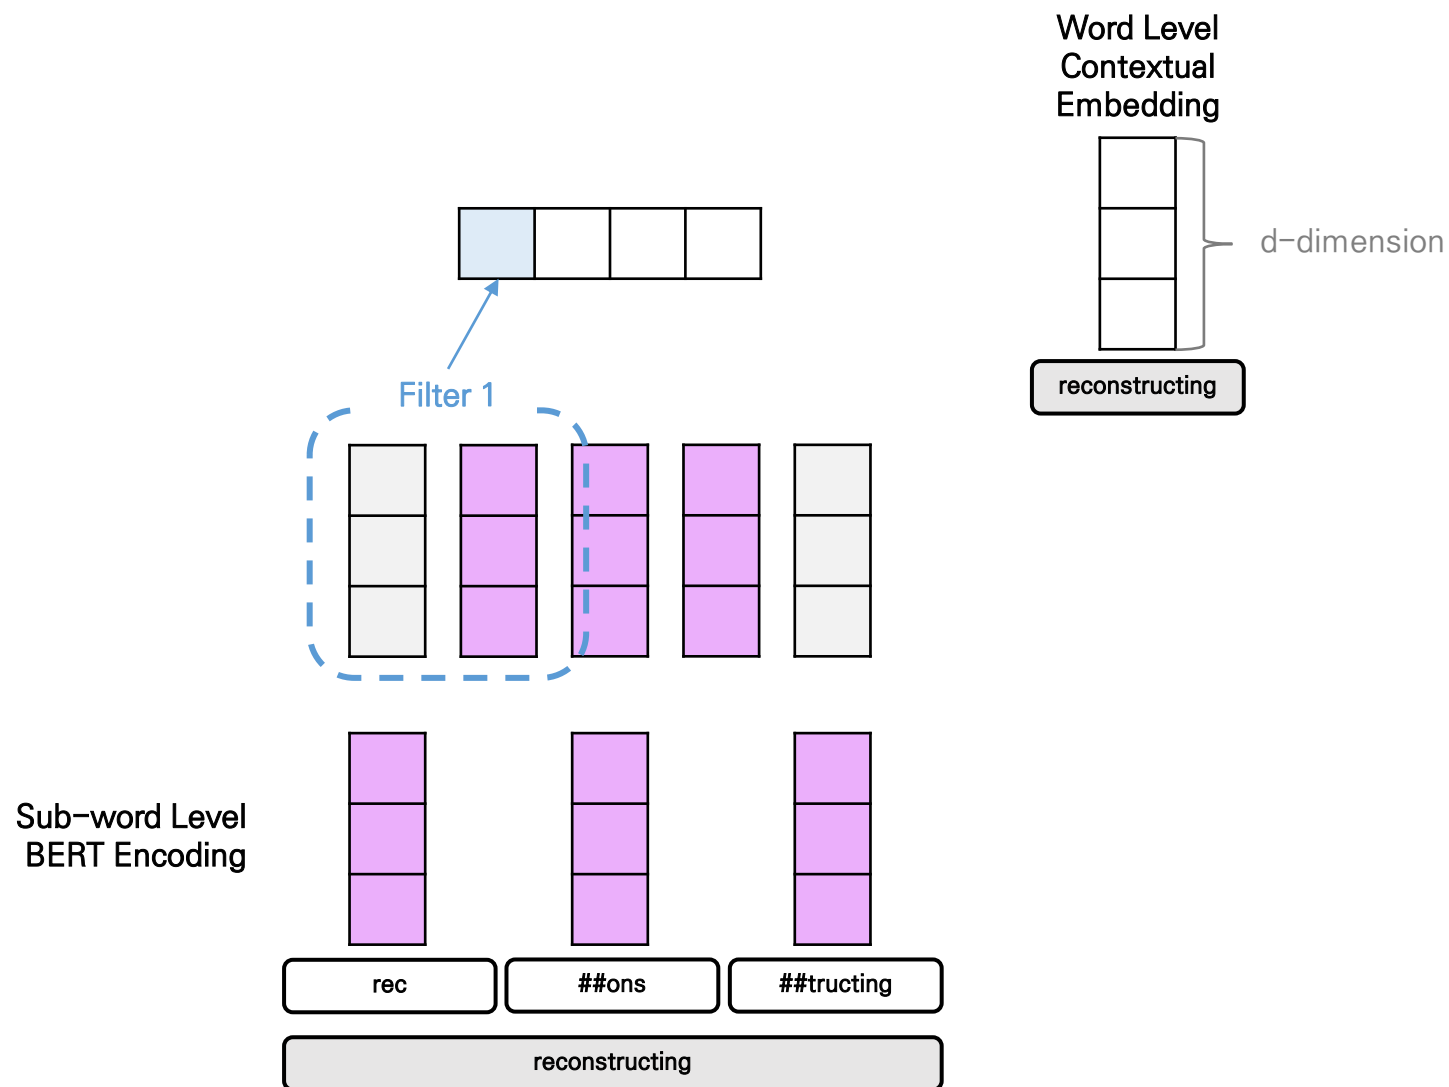 Word Level
Contextual
Embedding
d-dimension
reconstructing
Filter 1
Sub-word Level
BERT Encoding
rec
##ons
##tructing
reconstructing